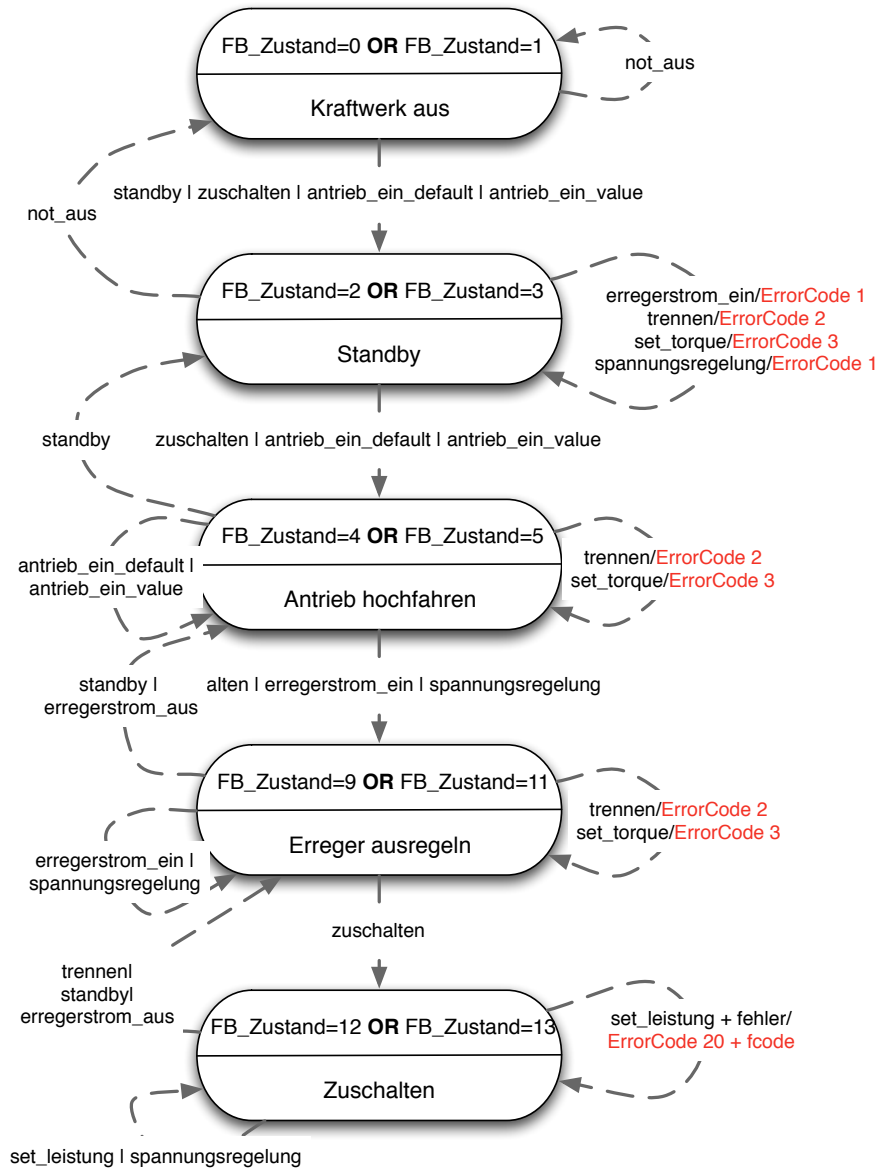 FB_Zustand=0 OR FB_Zustand=1
not_aus
Kraftwerk aus
standby | zuschalten | antrieb_ein_default | antrieb_ein_value
not_aus
FB_Zustand=2 OR FB_Zustand=3
erregerstrom_ein/ErrorCode 1
trennen/ErrorCode 2
set_torque/ErrorCode 3
spannungsregelung/ErrorCode 1
Standby
standby
zuschalten | antrieb_ein_default | antrieb_ein_value
FB_Zustand=4 OR FB_Zustand=5
trennen/ErrorCode 2
set_torque/ErrorCode 3
antrieb_ein_default |
antrieb_ein_value
Antrieb hochfahren
standby |
erregerstrom_aus
alten | erregerstrom_ein | spannungsregelung
FB_Zustand=9 OR FB_Zustand=11
trennen/ErrorCode 2
set_torque/ErrorCode 3
Erreger ausregeln
erregerstrom_ein |
spannungsregelung
zuschalten
trennen|
standby|
erregerstrom_aus
FB_Zustand=12 OR FB_Zustand=13
set_leistung + fehler/
ErrorCode 20 + fcode
Zuschalten
set_leistung | spannungsregelung